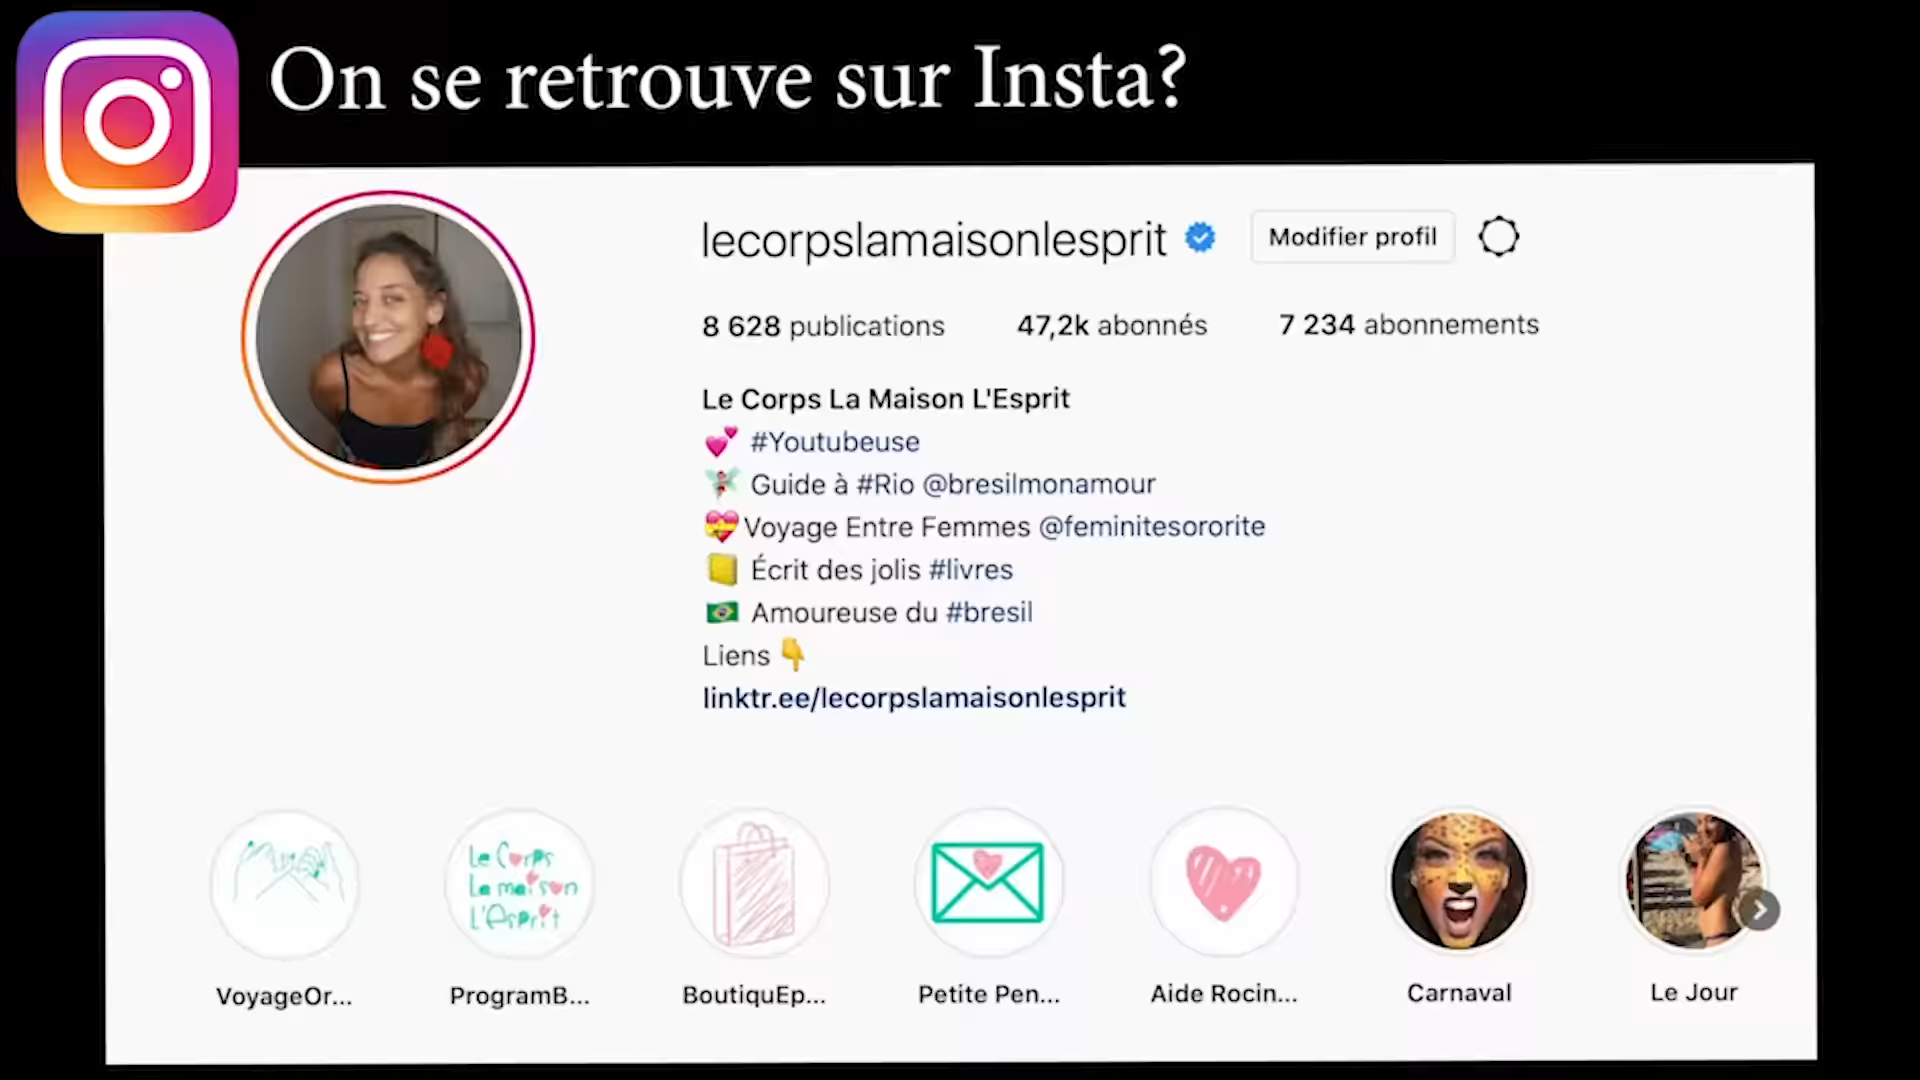 On se retrouve sur Insta?
lecorpslamaisonlesprit Modifier profil
8 628 publications 47,2k abonnés 7 234 abonnements
Le Corps La Maison L'Esprit
💕 #Youtubeuse
🧚 Guide à #Rio @bresilmonamour
💝 Voyage Entre Femmes @feminitesororite
📒 Écrit des jolis #livres
🇧🇷 Amoureuse du #bresil
Liens 👇
linktr.ee/lecorpslamaisonlesprit
Le Corps
La maison
L'Esprit
VoyageOr... ProgramB... BoutiquEp... Petite Pen... Aide Rocin... Carnaval Le Jour